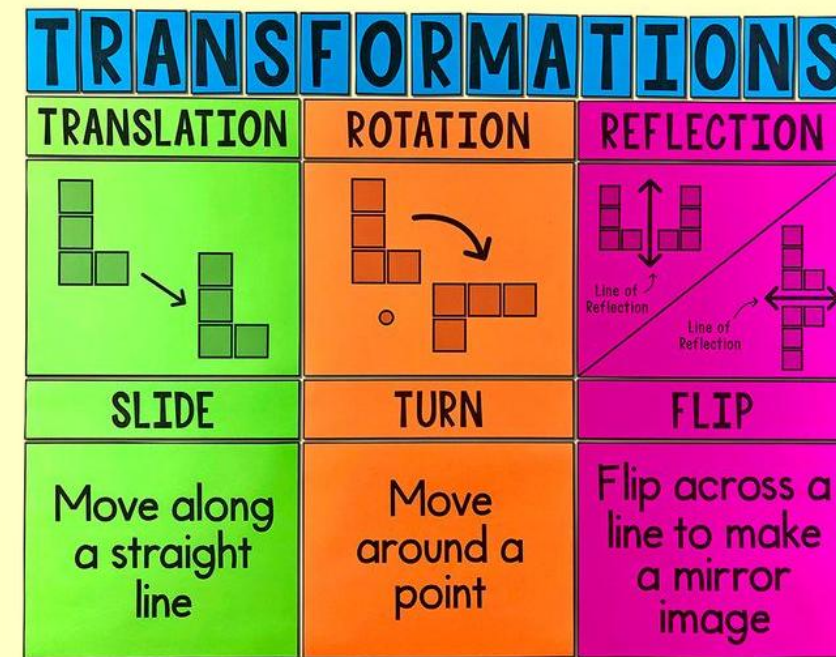 TRANSFORMATIONS
TRANSLATION
ROTATION
REFLECTION
Line of
Reflection
Line of
Reflection
SLIDE
TURN
FLIP
Move along
a straight
line
Move
around a
point
Flip across a
line to make
a mirror
image